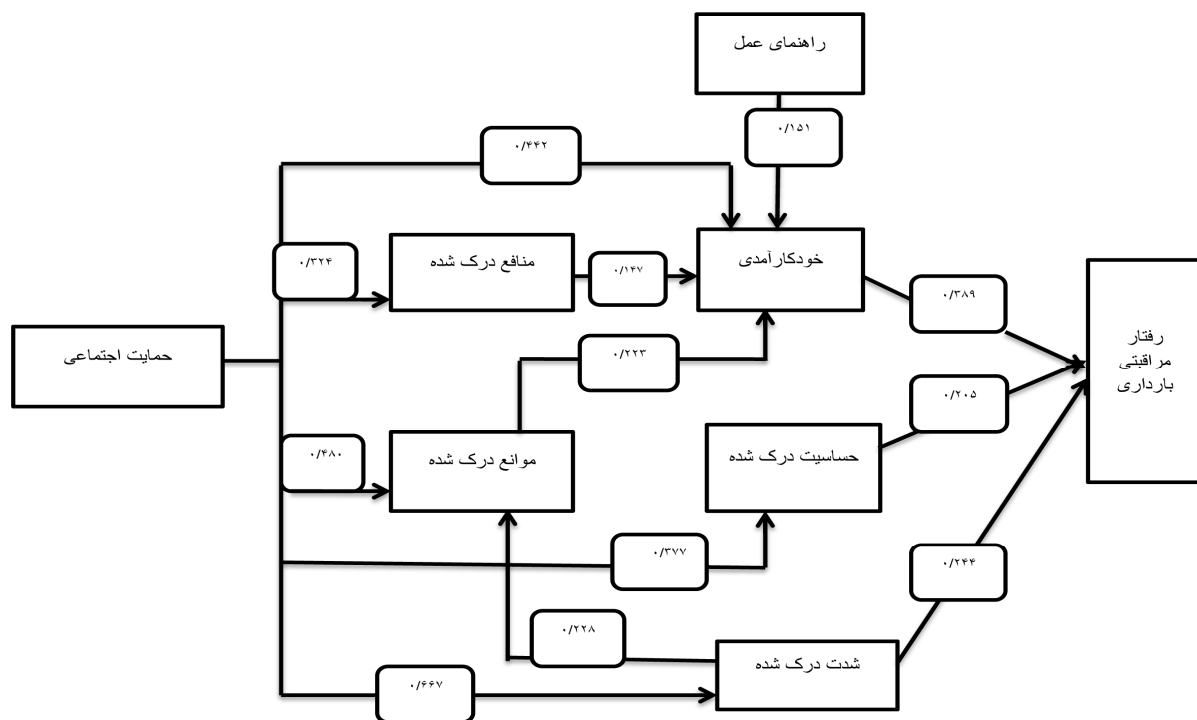 راهنمای عمل
۰/۱۵۱
۰/۴۴۲
خودکارآمدی
منافع درک شده
۰/۳۲۴
۰/۱۴۷
۰/۳۸۹
رفتار
مراقبتی
بارداری
حمایت اجتماعی
۰/۲۲۳
۰/۲۰۵
حساسیت درک شده
موانع درک شده
۰/۴۸۰
۰/۳۷۷
۰/۲۴۴
۰/۲۲۸
شدت درک شده
۰/۶۶۷